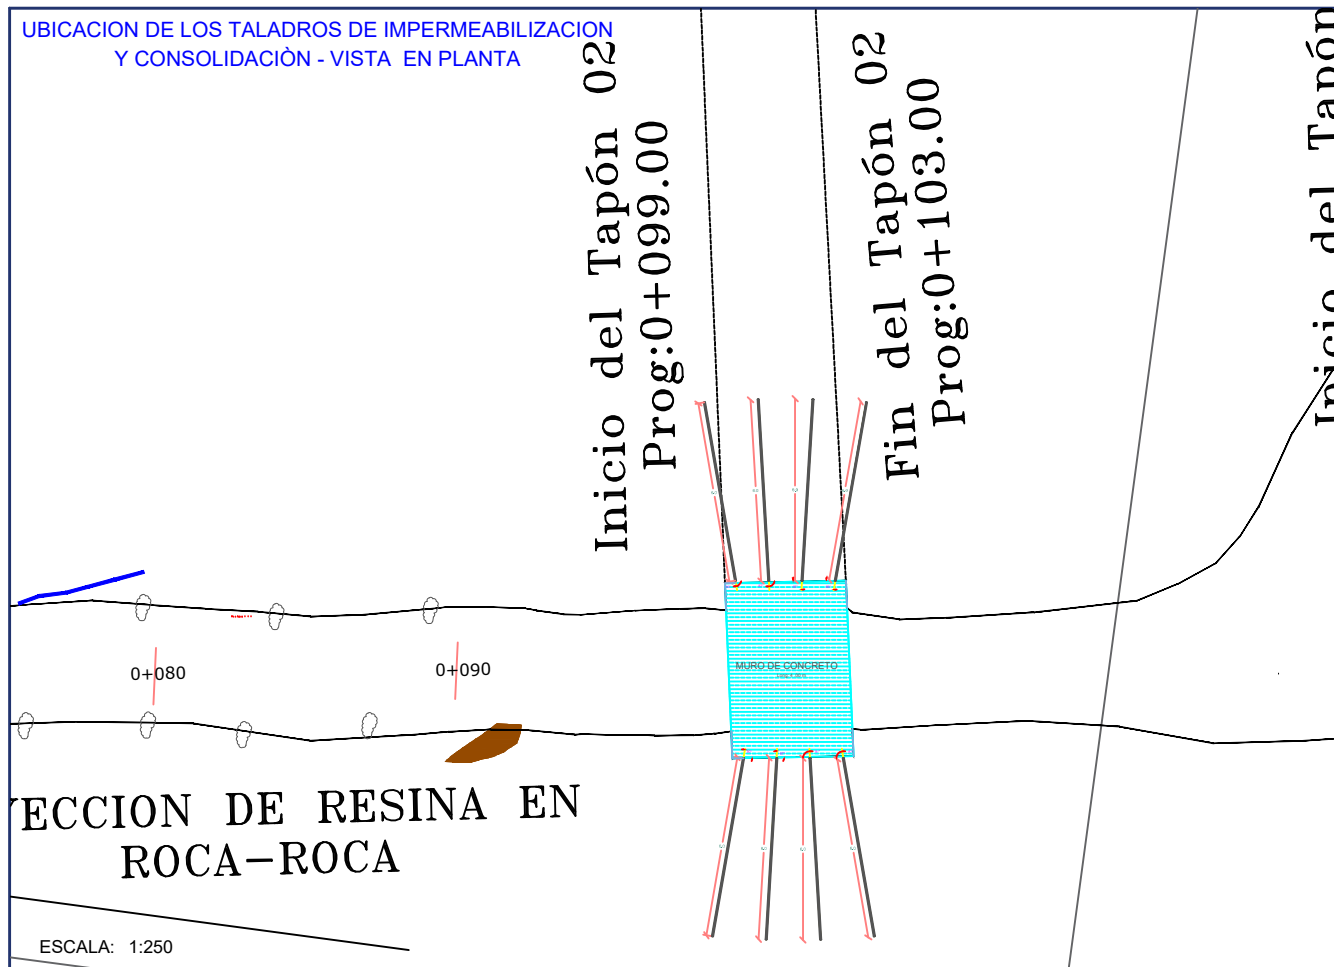 UBICACION DE LOS TALADROS DE IMPERMEABILIZACION
Y CONSOLIDACIÒN - VISTA EN PLANTA
Inicio del Tapón 02
Prog:0+099.00
Fin del Tapón 02
Prog:0+103.00
Inicio del Tapón
0+080
0+090
MURO DE CONCRETO
YECCION DE RESINA EN
ROCA-ROCA
ESCALA: 1:250